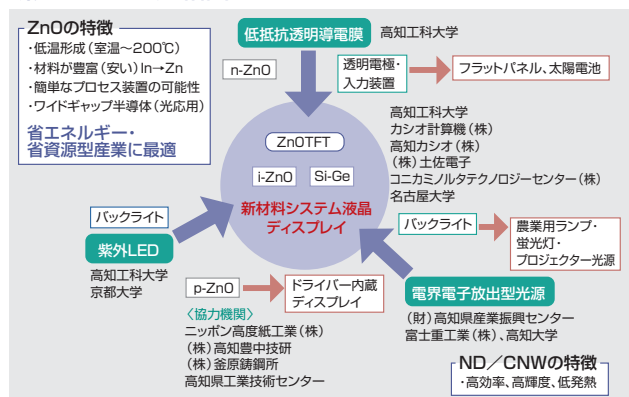 ZnOの特徴
・低温形成(室温〜200℃)
・材料が豊富(安い)In→Zn
・簡単なプロセス装置の可能性
・ワイドギャップ半導体(光応用)
省エネルギー・
省資源型産業に最適
低抵抗透明導電膜
高知工科大学
n-ZnO
透明電極・
入力装置
フラットパネル、太陽電池
ZnOTFT
i-ZnO
Si-Ge
新材料システム液晶
ディスプレイ
高知工科大学
カシオ計算機(株)
高知カシオ(株)
(株)土佐電子
コニカミノルタテクノロジーセンター(株)
名古屋大学
バックライト
紫外LED
高知工科大学
京都大学
バックライト
農業用ランプ・
蛍光灯・
プロジェクター光源
p-ZnO
ドライバー内蔵
ディスプレイ
〈協力機関〉
ニッポン高度紙工業(株)
(株)高知豊中技研
(株)釜原鋳鋼所
高知県工業技術センター
電界電子放出型光源
(財)高知県産業振興センター
富士重工業(株)、高知大学
ND/CNWの特徴
・高効率、高輝度、低発熱